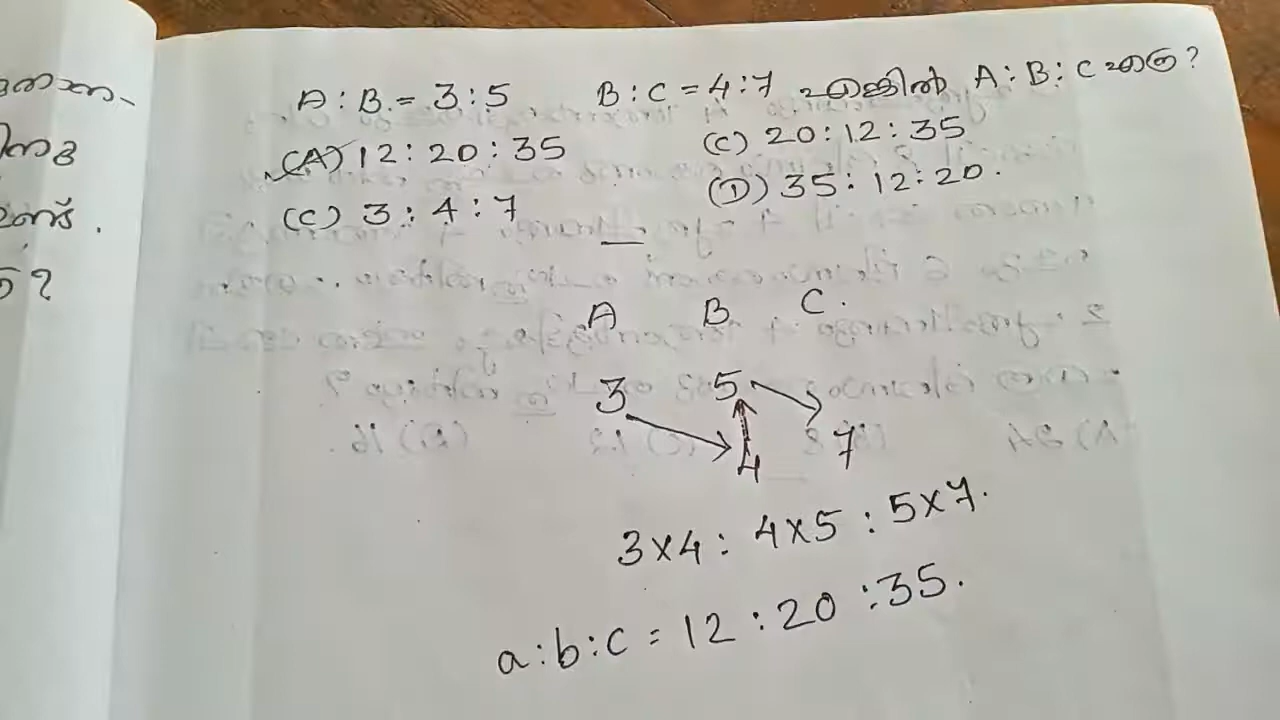 A : B = 3 : 5 B : C = 4 : 7 എങ്കിൽ A : B : C എത്ര ?
(A) 12 : 20 : 35 (C) 20 : 12 : 35
(C) 3 : 4 : 7 (D) 35 : 12 : 20 .
A B C .
3 5
4 7
3 x 4 : 4 x 5 : 5 x 7 .
a : b : c = 12 : 20 : 35 .